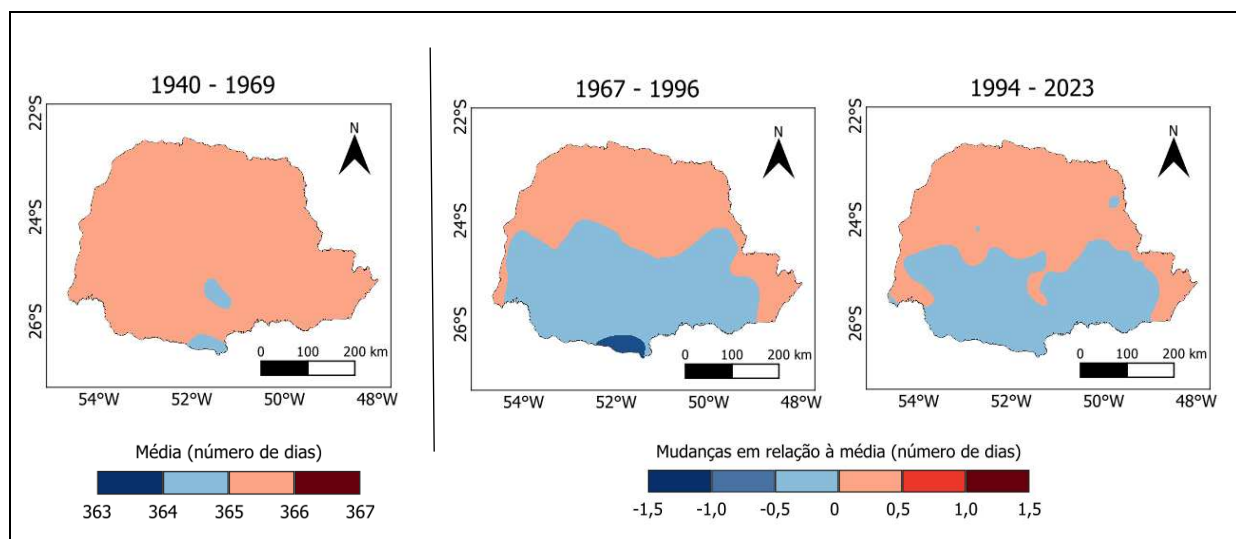 1940 - 1969
1967 - 1996
1994 - 2023
22°S
24°S
26°S
N
0 100 200 km
54°W 52°W 50°W 48°W
22°S
24°S
26°S
N
0 100 200 km
54°W 52°W 50°W 48°W
22°S
24°S
26°S
N
0 100 200 km
54°W 52°W 50°W 48°W
Média (número de dias)
363 364 365 366 367
Mudanças em relação à média (número de dias)
-1,5 -1,0 -0,5 0 0,5 1,0 1,5